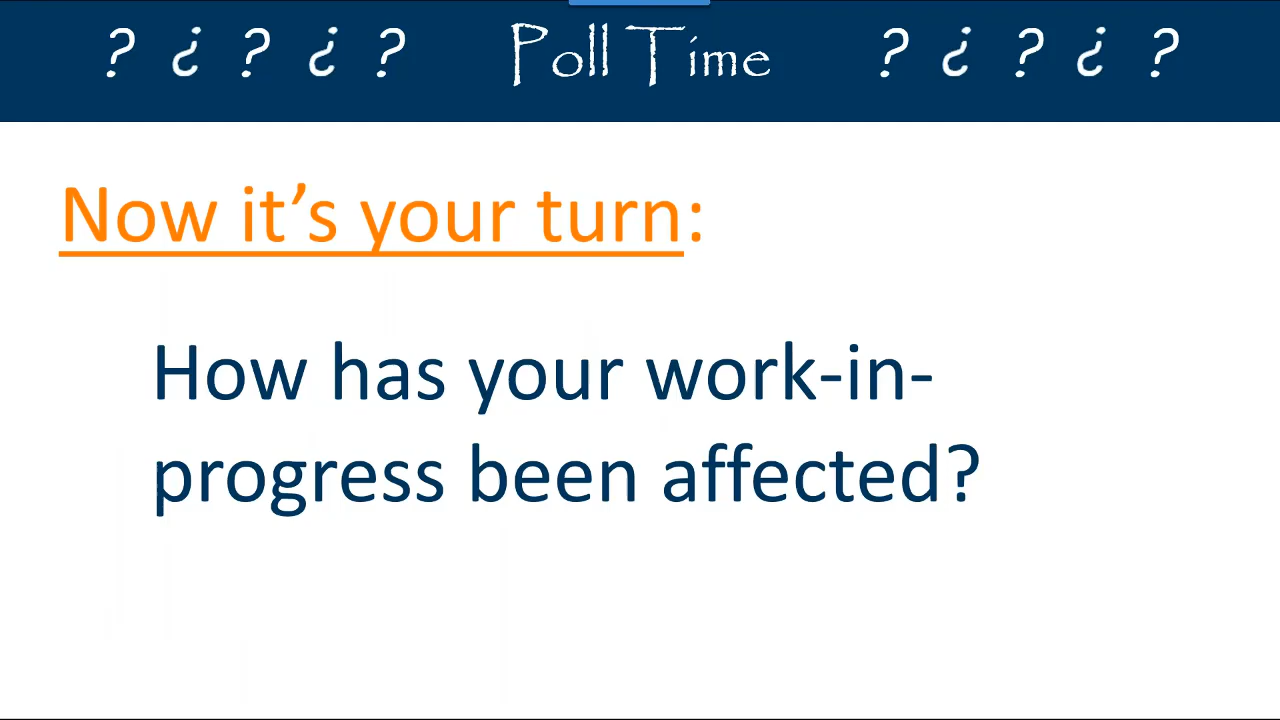 ? ¿ ? ¿ ? Poll Time ? ¿ ? ¿ ?
Now it’s your turn:
How has your work-in-
progress been affected?